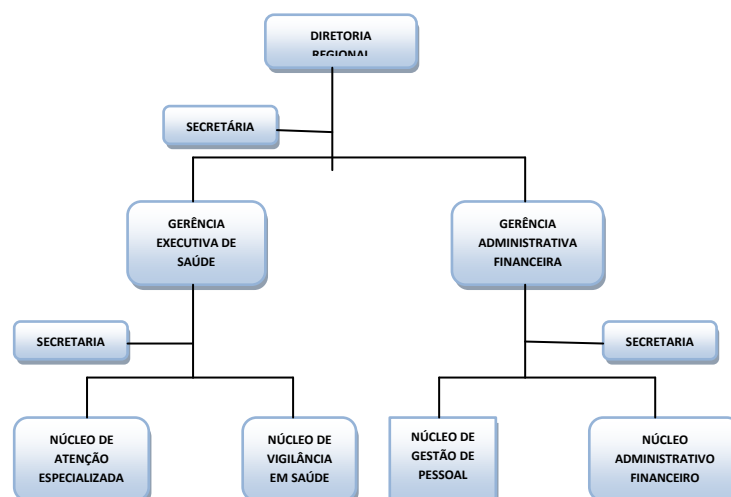 DIRETORIA
REGIONAL
SECRETÁRIA
GERÊNCIA
EXECUTIVA DE
SAÚDE
GERÊNCIA
ADMINISTRATIVA
FINANCEIRA
SECRETARIA
SECRETARIA
NÚCLEO DE
ATENÇÃO
ESPECIALIZADA
NÚCLEO DE
VIGILÂNCIA
EM SAÚDE
NÚCLEO DE
GESTÃO DE
PESSOAL
NÚCLEO
ADMINISTRATIVO
FINANCEIRO